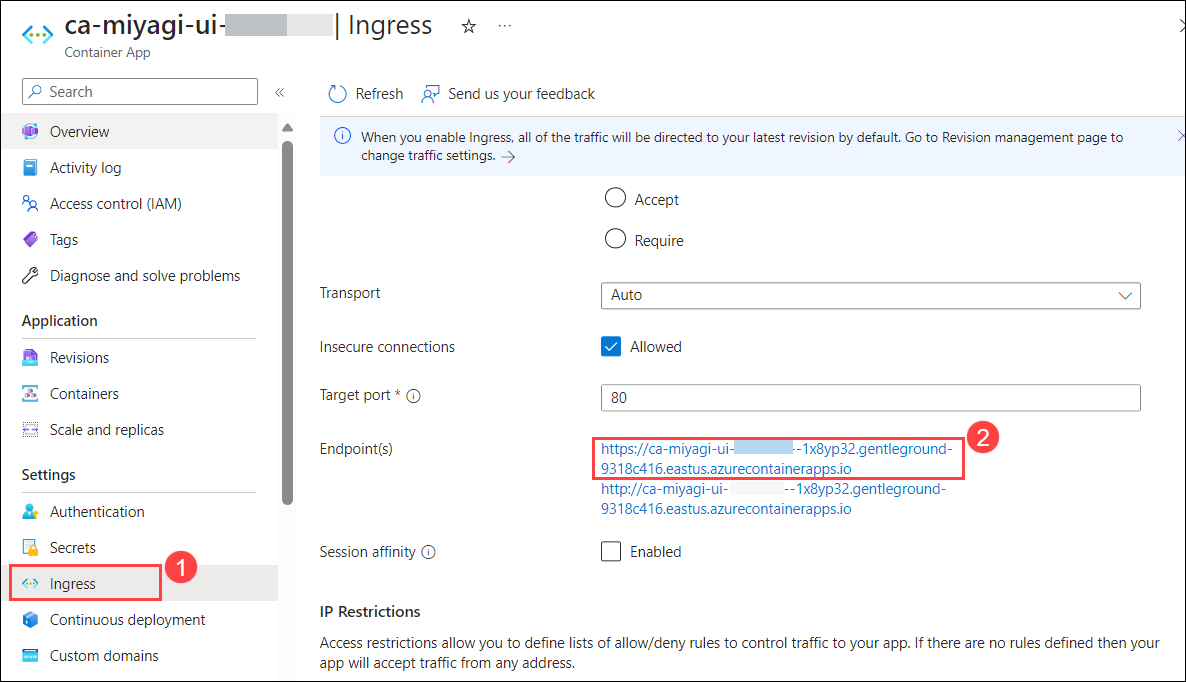 ca-miyagi-ui- | Ingress
Container App
Search
Overview
Activity log
Access control (IAM)
Tags
Diagnose and solve problems
Application
Revisions
Containers
Scale and replicas
Settings
Authentication
Secrets
Ingress
1
Continuous deployment
Custom domains
Refresh
Send us your feedback
When you enable Ingress, all of the traffic will be directed to your latest revision by default. Go to Revision management page to
change traffic settings. →
Accept
Require
Transport
Auto
Insecure connections
Allowed
Target port *
80
Endpoint(s)
https://ca-miyagi-ui- --1x8yp32.gentleground-
9318c416.eastus.azurecontainerapps.io
2
http://ca-miyagi-ui- --1x8yp32.gentleground-
9318c416.eastus.azurecontainerapps.io
Session affinity
Enabled
IP Restrictions
Access restrictions allow you to define lists of allow/deny rules to control traffic to your app. If there are no rules defined then your
app will accept traffic from any address.